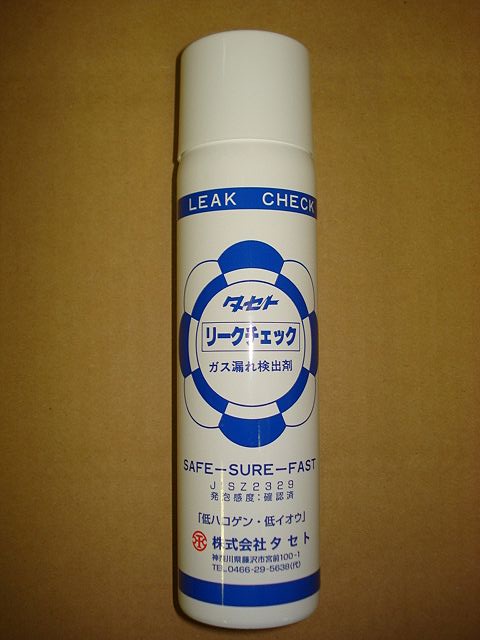 LEAK CHECK
タセト
リークチェック
ガス漏れ検出剤
SAFE－SURE－FAST
JISZ2329
発泡感度：確認済
「低ハロゲン・低イオウ」
株式会社タセト
神奈川県藤沢市宮前100-1
TEL.0466-29-5639(代)